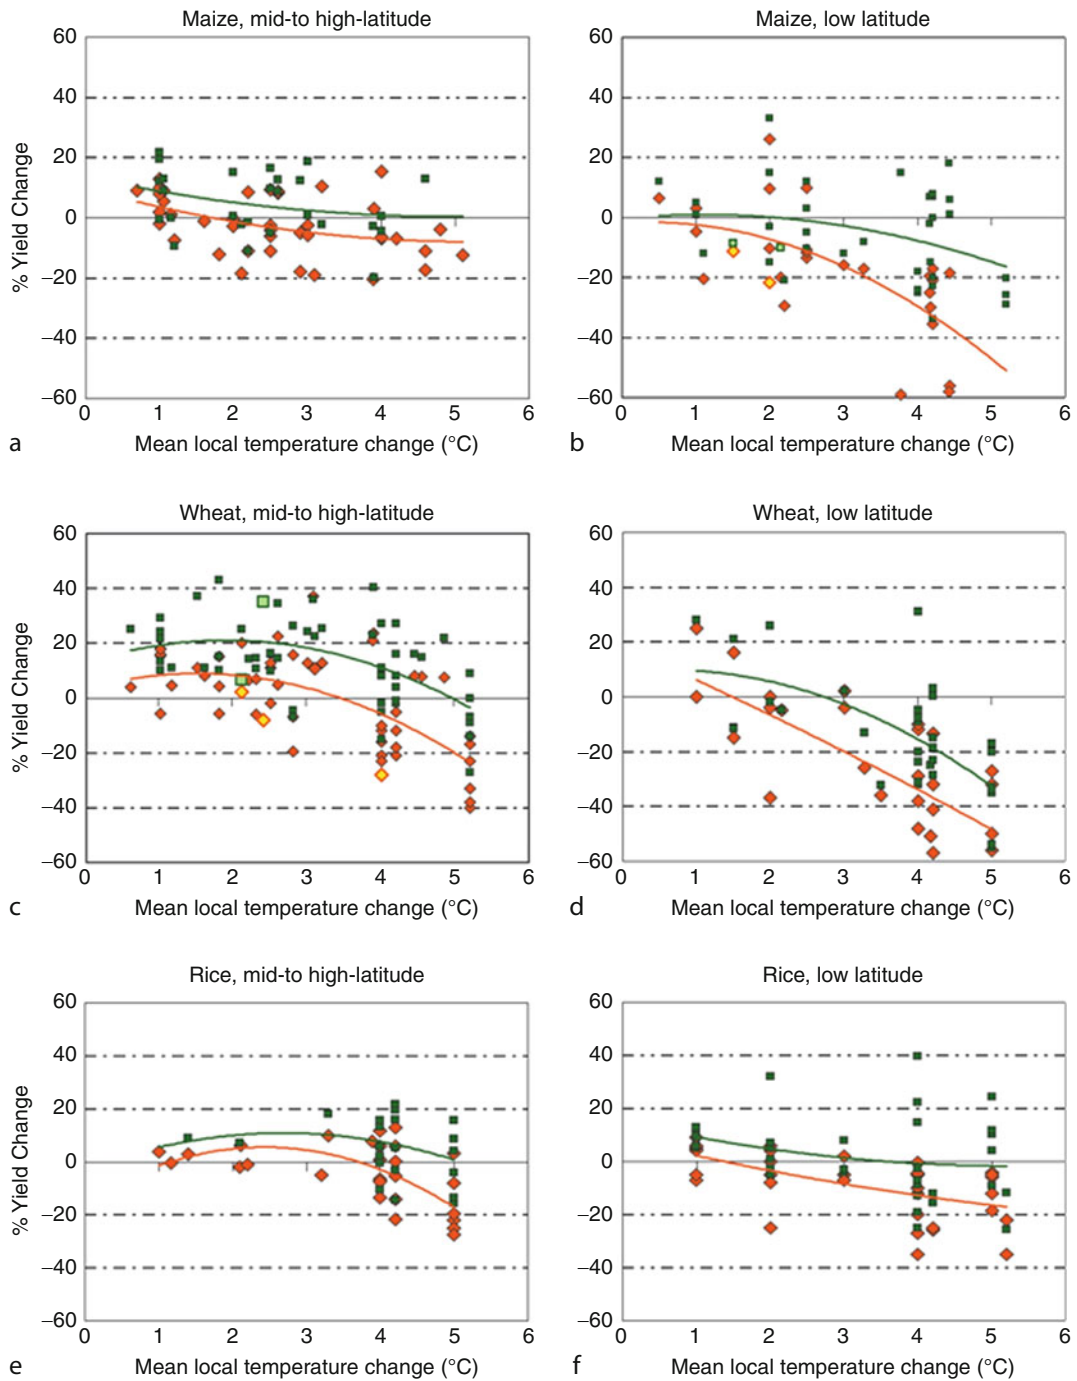 Maize, mid-to high-latitude
60
40
20
0
–20
–40
–60
% Yield Change
0 1 2 3 4 5 6
a Mean local temperature change (°C)
Maize, low latitude
60
40
20
0
–20
–40
–60
0 1 2 3 4 5 6
b Mean local temperature change (°C)
Wheat, mid-to high-latitude
60
40
20
0
–20
–40
–60
% Yield Change
0 1 2 3 4 5 6
c Mean local temperature change (°C)
Wheat, low latitude
60
40
20
0
–20
–40
–60
0 1 2 3 4 5 6
d Mean local temperature change (°C)
Rice, mid-to high-latitude
60
40
20
0
–20
–40
–60
% Yield Change
0 1 2 3 4 5 6
e Mean local temperature change (°C)
Rice, low latitude
60
40
20
0
–20
–40
–60
0 1 2 3 4 5 6
f Mean local temperature change (°C)